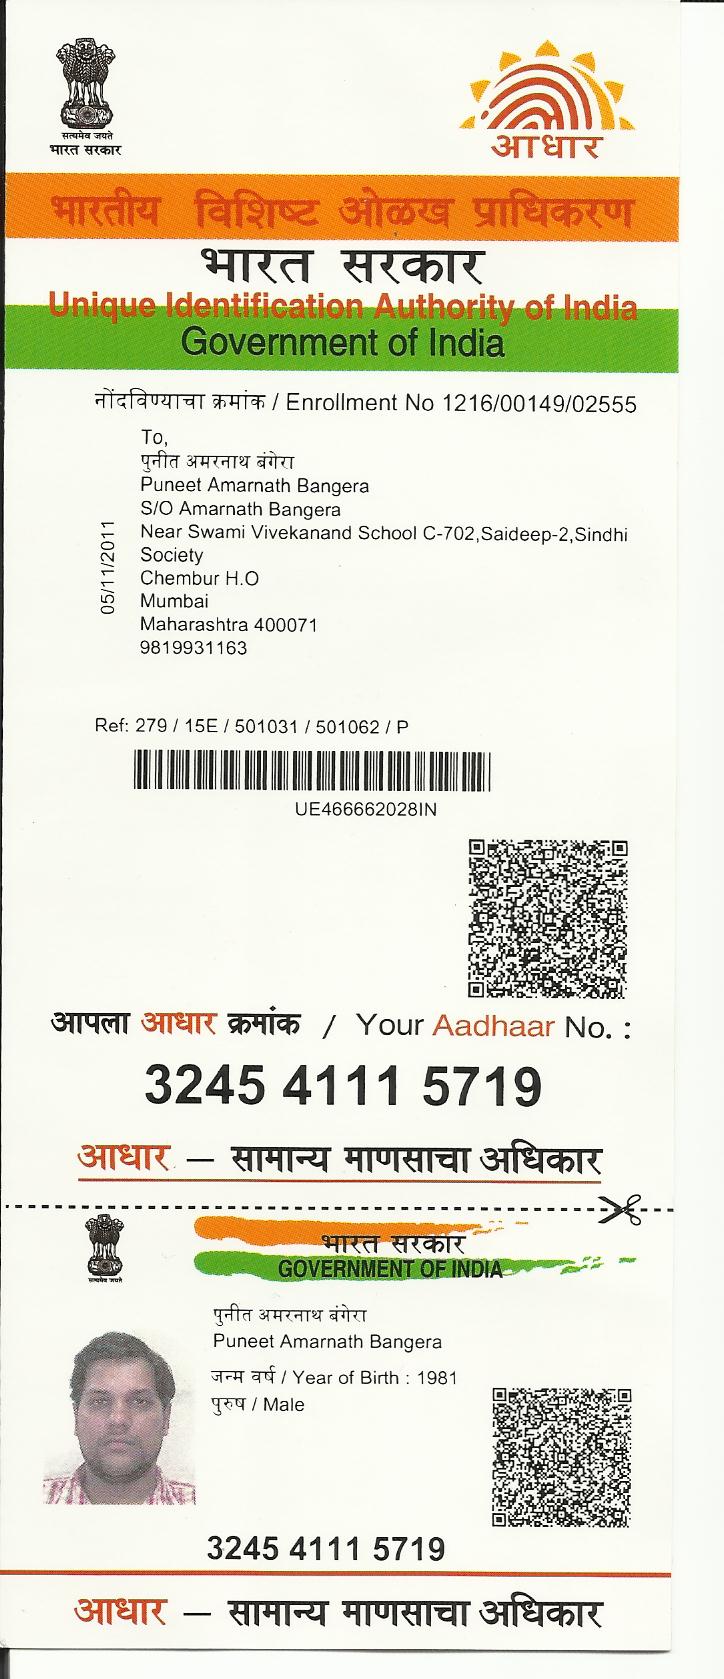 सत्यमेव जयते
भारत सरकार
आधार
भारतीय विशिष्ट ओळख प्राधिकरण
भारत सरकार
Unique Identification Authority of India
Government of India
नोंदविण्याचा क्रमांक / Enrollment No 1216/00149/02555
05/11/2011
To,
पुनीत अमरनाथ बंगेरा
Puneet Amarnath Bangera
S/O Amarnath Bangera
Near Swami Vivekanand School C-702,Saideep-2,Sindhi
Society
Chembur H.O
Mumbai
Maharashtra 400071
9819931163
Ref: 279 / 15E / 501031 / 501062 / P
UE466662028IN
आपला आधार क्रमांक / Your Aadhaar No. :
3245 4111 5719
आधार — सामान्य माणसाचा अधिकार
सत्यमेव जयते
भारत सरकार
GOVERNMENT OF INDIA
पुनीत अमरनाथ बंगेरा
Puneet Amarnath Bangera
जन्म वर्ष / Year of Birth : 1981
पुरुष / Male
3245 4111 5719
आधार — सामान्य माणसाचा अधिकार